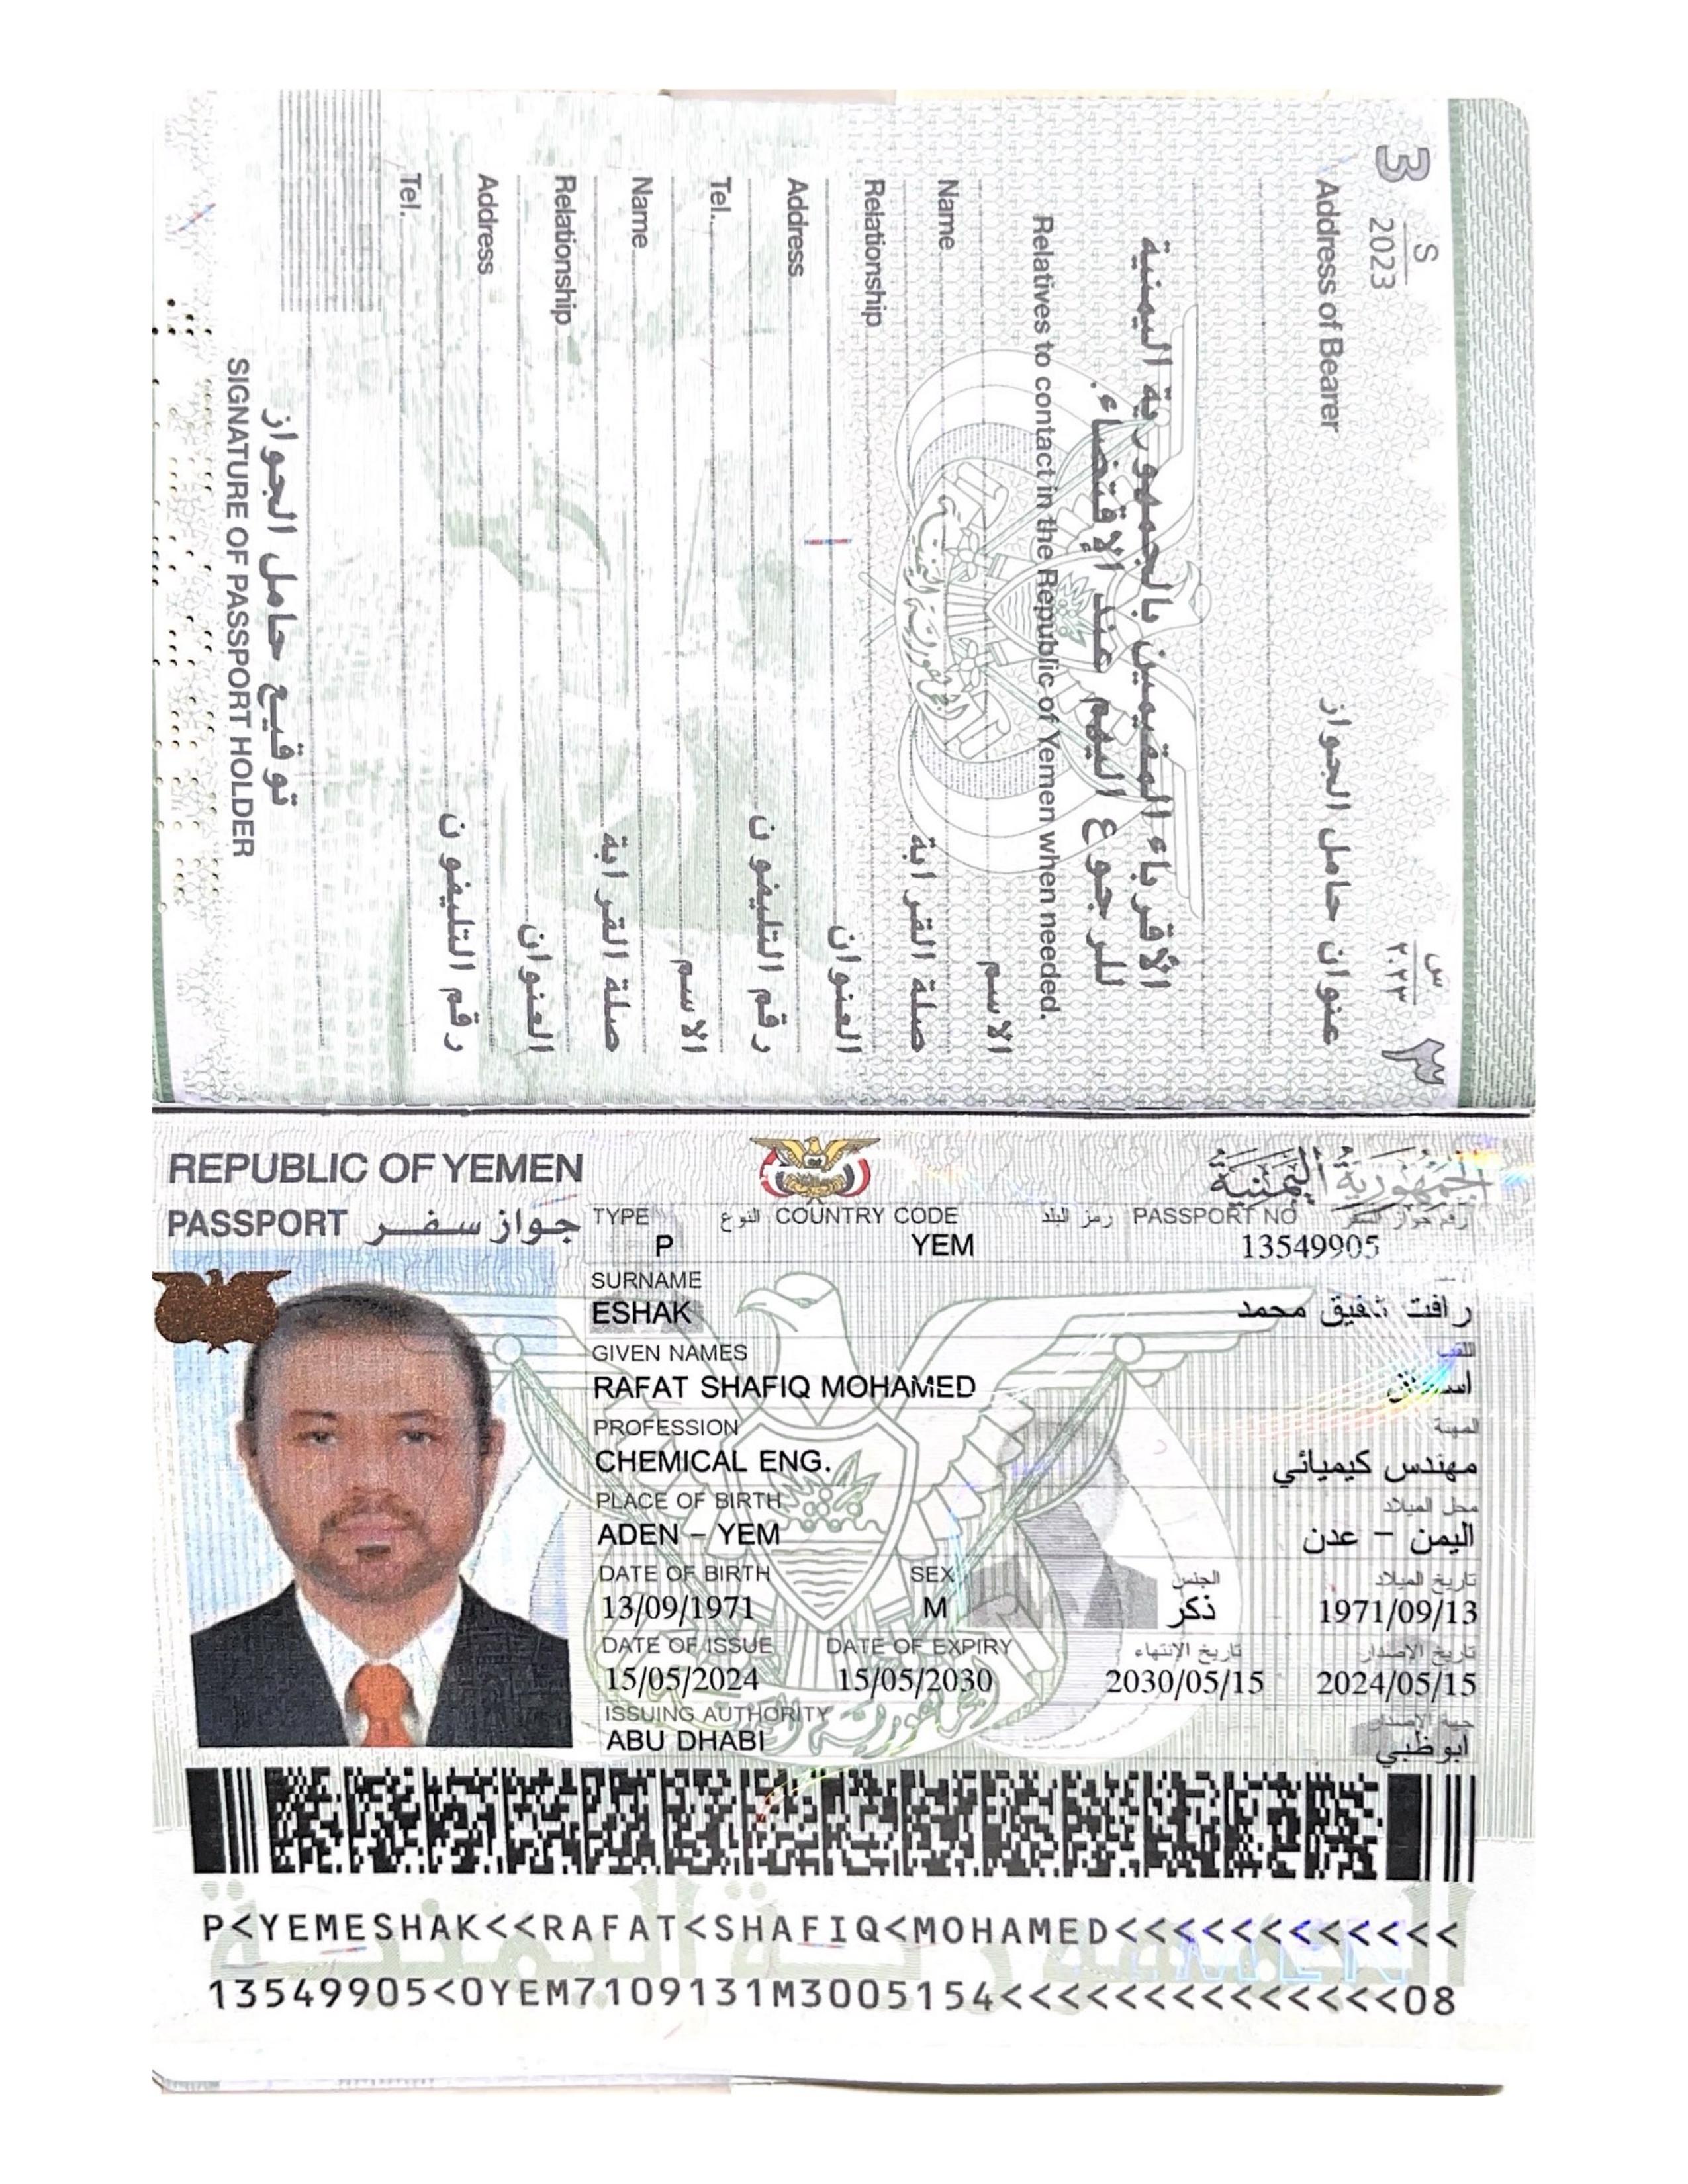 3
S
2023
س
٢٠٢٣
٣
Address of Bearer
عنوان حامل الجواز
الأقرباء المقيمين بالجمهورية اليمنية
للرجوع اليهم عند الإقتضاء.
Relatives to contact in the Republic of Yemen when needed.
Name
الاسم
Relationship
صلة القرابة
Address
العنوان
Tel.
رقم التليفون
Name
الاسم
Relationship
صلة القرابة
Address
العنوان
Tel.
رقم التليفون
توقيع حامل الجواز
SIGNATURE OF PASSPORT HOLDER
REPUBLIC OF YEMEN
الجمهورية اليمنية
PASSPORT جواز سفر
TYPE النوع COUNTRY CODE رمز البلد PASSPORT NO رقم جواز السفر
P YEM 13549905
SURNAME
ESHAK
رافت شفيق محمد
GIVEN NAMES
اللقب
RAFAT SHAFIQ MOHAMED
PROFESSION
المهنة
CHEMICAL ENG.
مهندس كيميائي
PLACE OF BIRTH
محل الميلاد
ADEN – YEM
اليمن – عدن
DATE OF BIRTH SEX الجنس تاريخ الميلاد
13/09/1971 M ذكر 1971/09/13
DATE OF ISSUE DATE OF EXPIRY تاريخ الإنتهاء تاريخ الإصدار
15/05/2024 15/05/2030 2030/05/15 2024/05/15
ISSUING AUTHORITY
جهة الإصدار
ABU DHABI
أبوظبي
P<YEMESHAK<<RAFAT<SHAFIQ<MOHAMED<<<<<<<<<<<<
13549905<0YEM7109131M3005154<<<<<<<<<<<<<<08